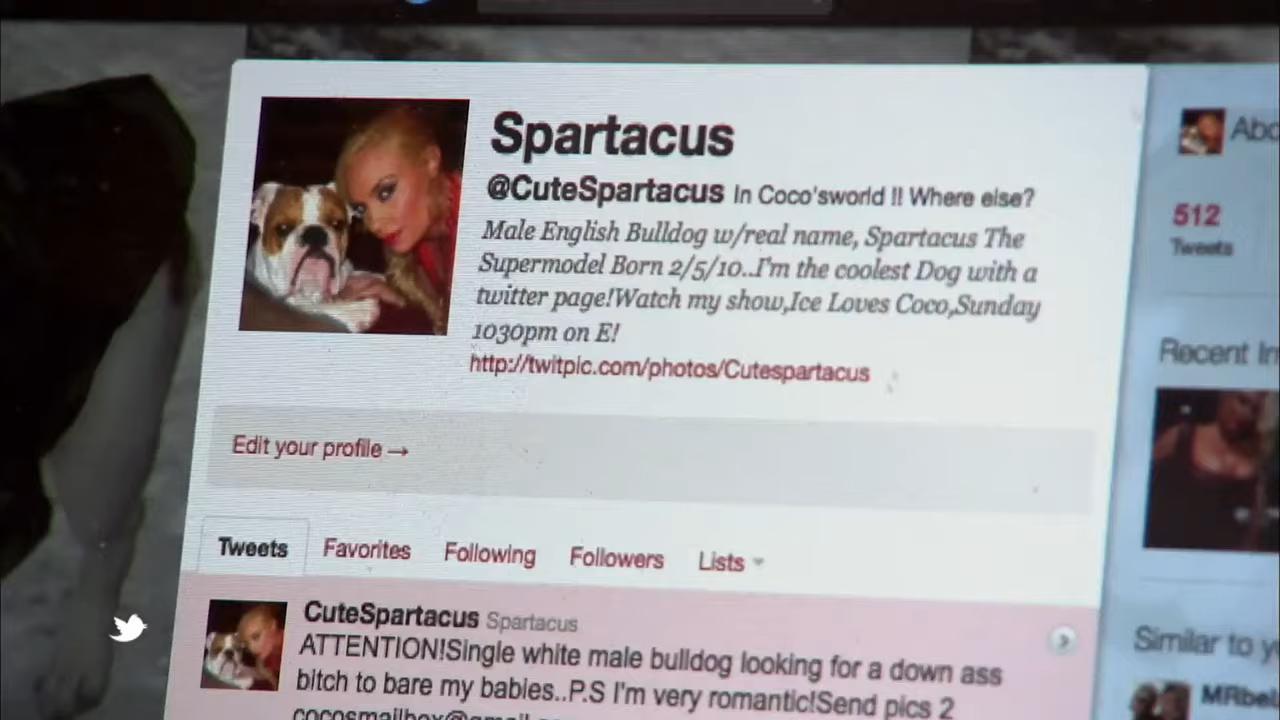 Spartacus
@CuteSpartacus In Coco'sworld !! Where else?
Male English Bulldog w/real name, Spartacus The
Supermodel Born 2/5/10..I'm the coolest Dog with a
twitter page!Watch my show,Ice Loves Coco,Sunday
1030pm on E!
http://twitpic.com/photos/Cutespartacus
Edit your profile →
Tweets Favorites Following Followers Lists
CuteSpartacus Spartacus
ATTENTION!Single white male bulldog looking for a down ass
bitch to bare my babies..P.S I'm very romantic!Send pics 2
512
Tweets
Recent
Similar to